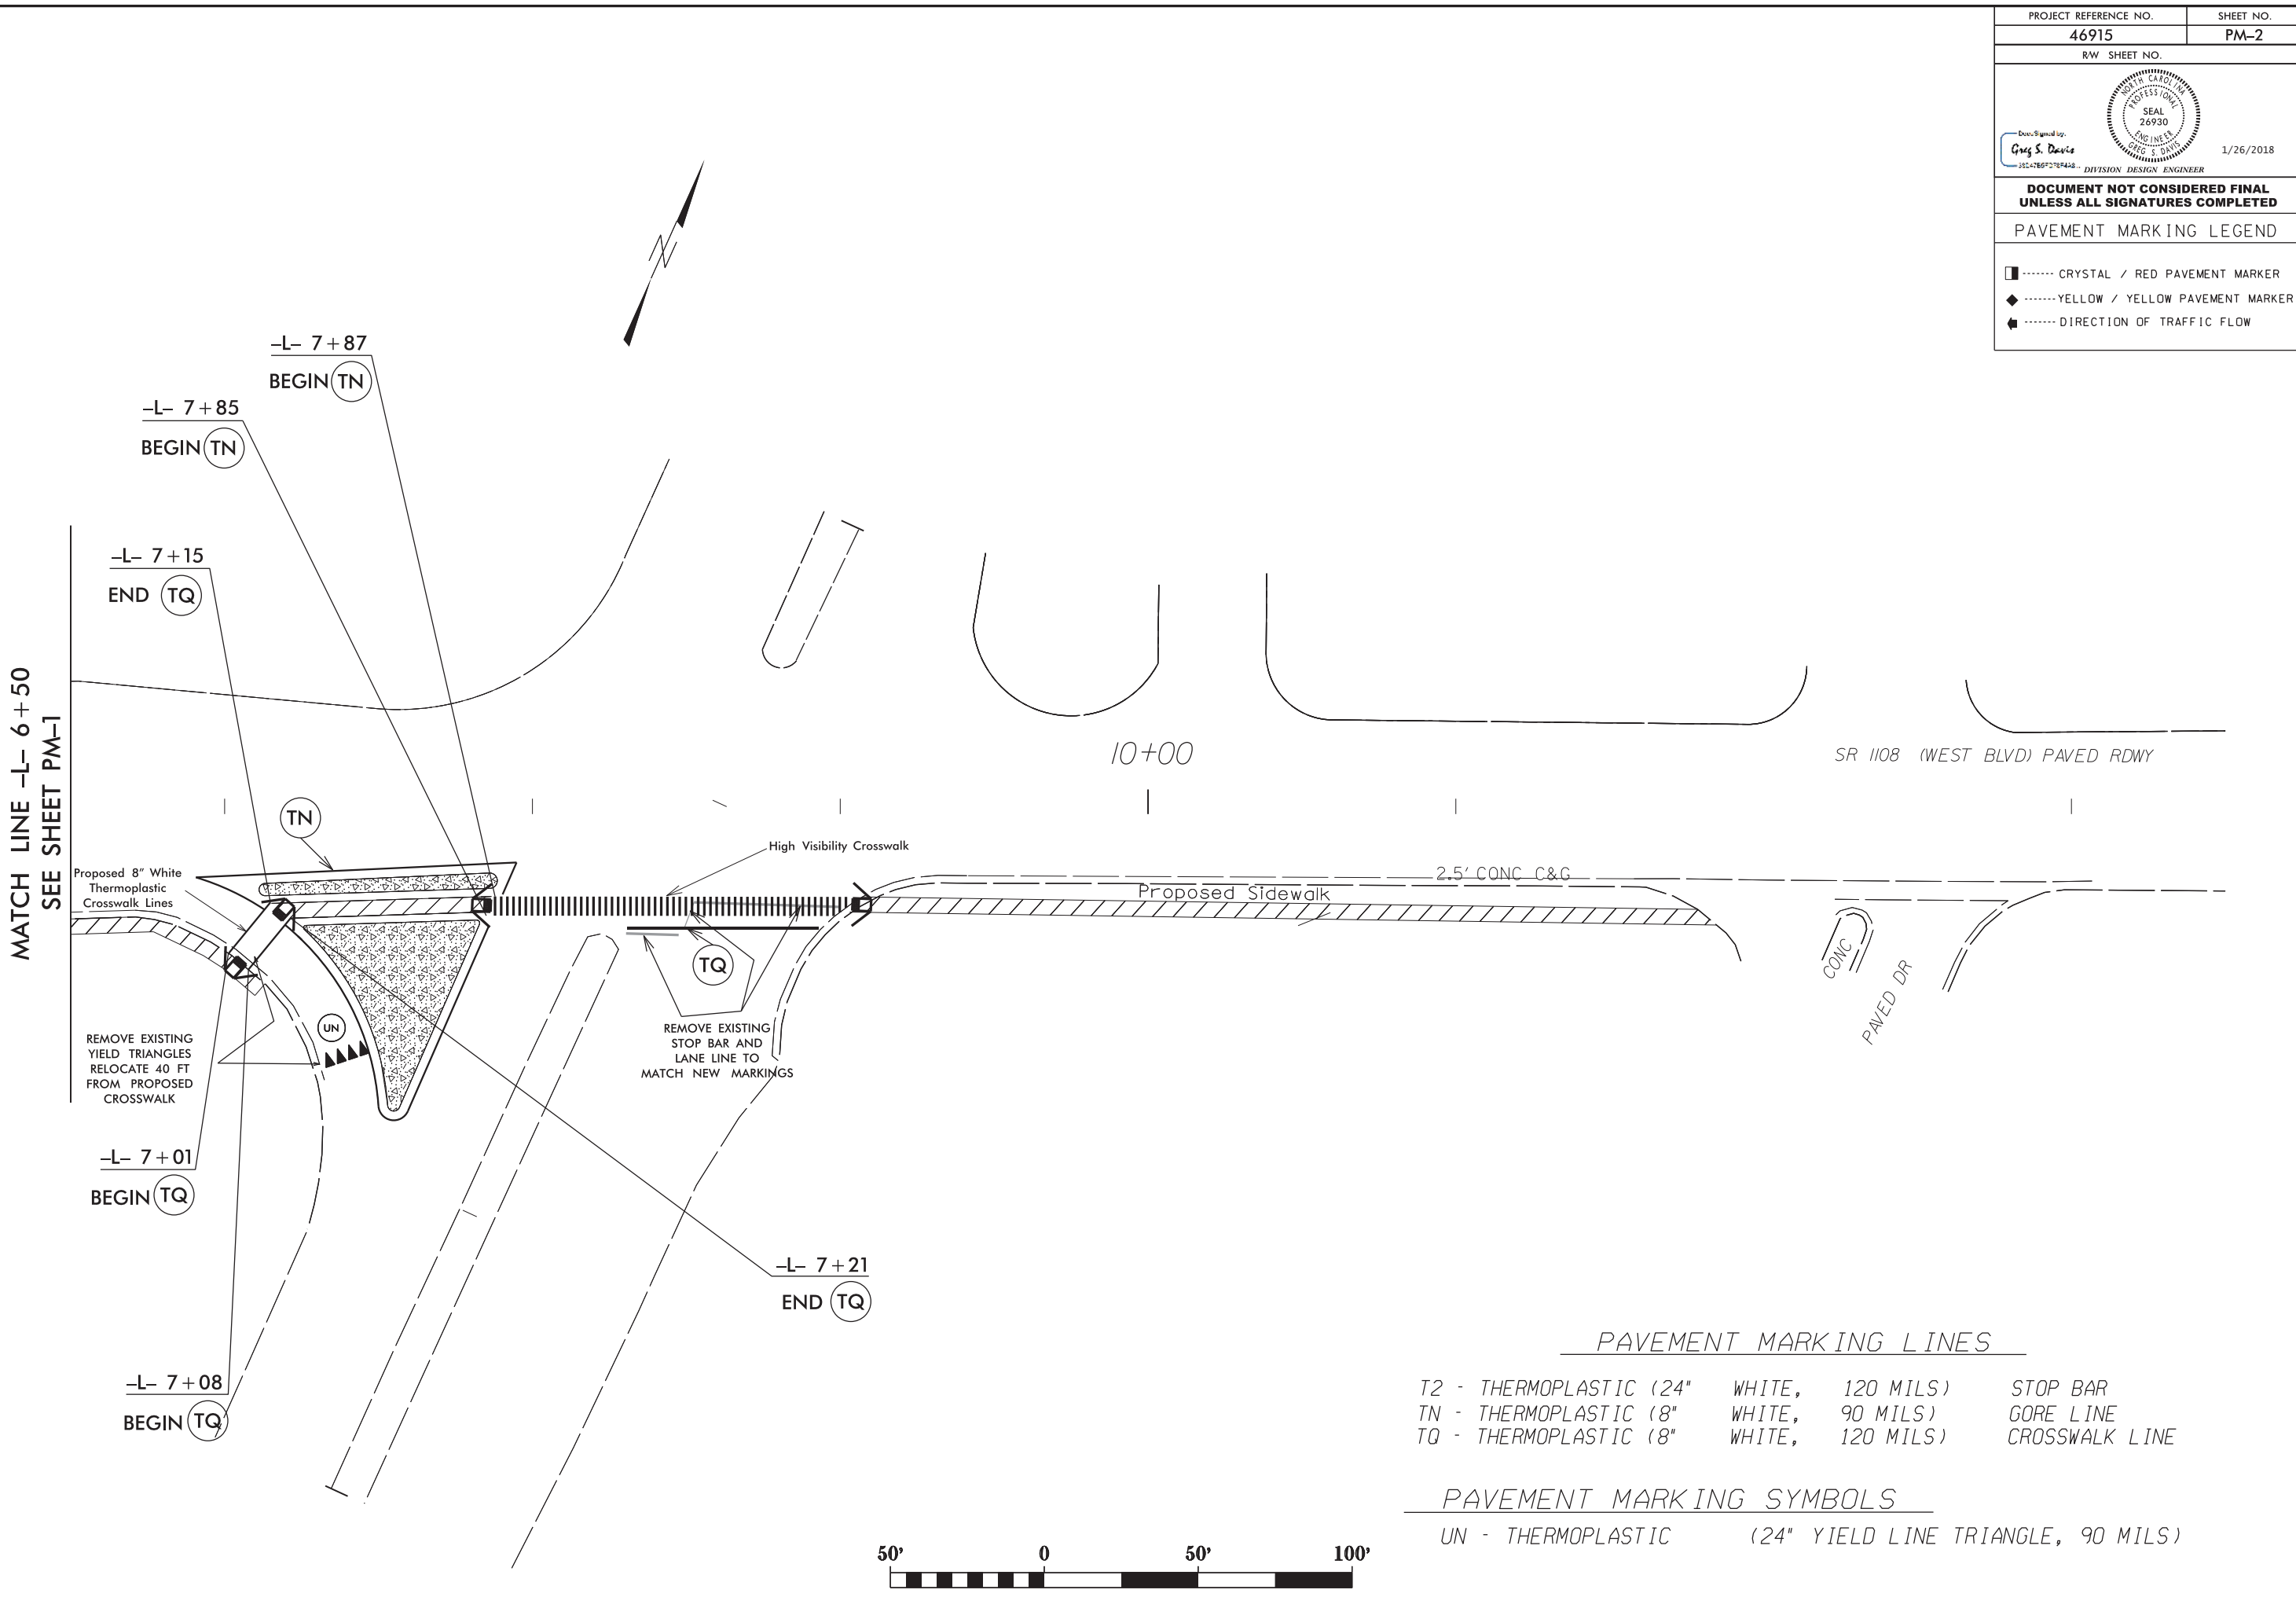 PROJECT REFERENCE NO. SHEET NO.
46915 PM–2
R/W SHEET NO.
NORTH CAROLINA
PROFESSIONAL
SEAL
26930
ENGINEER
GREG S. DAVIS
DocuSigned by:
Greg S. Davis
1/26/2018
DIVISION DESIGN ENGINEER
DOCUMENT NOT CONSIDERED FINAL
UNLESS ALL SIGNATURES COMPLETED
PAVEMENT MARKING LEGEND
CRYSTAL / RED PAVEMENT MARKER
YELLOW / YELLOW PAVEMENT MARKER
DIRECTION OF TRAFFIC FLOW
N
–L– 7+87
BEGIN TN
–L– 7+85
BEGIN TN
–L– 7+15
END TQ
MATCH LINE –L– 6+50
SEE SHEET PM–1
10+00
SR 1108 (WEST BLVD) PAVED RDWY
TN
High Visibility Crosswalk
Proposed 8" White
Thermoplastic
Crosswalk Lines
2.5' CONC C&G
Proposed Sidewalk
TQ
CONC
PAVED DR
UN
REMOVE EXISTING
YIELD TRIANGLES
RELOCATE 40 FT
FROM PROPOSED
CROSSWALK
REMOVE EXISTING
STOP BAR AND
LANE LINE TO
MATCH NEW MARKINGS
–L– 7+01
BEGIN TQ
–L– 7+21
END TQ
–L– 7+08
BEGIN TQ
PAVEMENT MARKING LINES
T2 - THERMOPLASTIC (24" WHITE, 120 MILS) STOP BAR
TN - THERMOPLASTIC (8" WHITE, 90 MILS) GORE LINE
TQ - THERMOPLASTIC (8" WHITE, 120 MILS) CROSSWALK LINE
PAVEMENT MARKING SYMBOLS
UN - THERMOPLASTIC (24" YIELD LINE TRIANGLE, 90 MILS)
50' 0 50' 100'